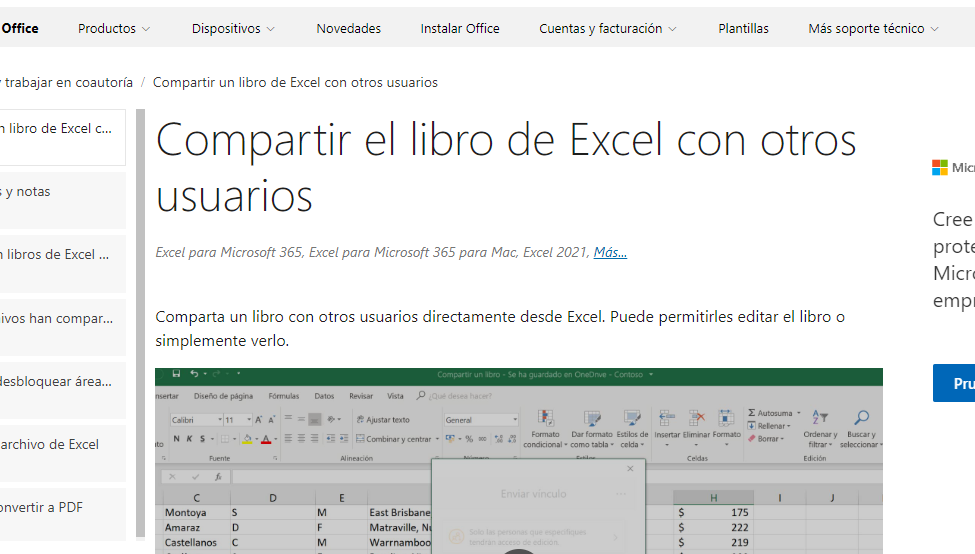 Office Productos Dispositivos Novedades Instalar Office Cuentas y facturación Plantillas Más soporte técnico
y trabajar en coautoría / Compartir un libro de Excel con otros usuarios
n libro de Excel c...
s y notas
n libros de Excel ...
ivos han compar...
desbloquear área...
archivo de Excel
onvertir a PDF
Compartir el libro de Excel con otros
usuarios
Excel para Microsoft 365, Excel para Microsoft 365 para Mac, Excel 2021, Más...
Comparta un libro con otros usuarios directamente desde Excel. Puede permitirles editar el libro o
simplemente verlo.
Compartir un libro - Se ha guardado en OneDrive - Contoso
nsertar Diseño de página Fórmulas Datos Revisar Vista ¿Qué desea hacer?
Calibri 11 A A Ajustar texto General Formato Dar formato Estilos de Insertar Eliminar Formato Σ Autosuma Ordenar y Buscar y
N K S Combinar y centrar % condicional como tabla celda Rellenar filtrar seleccionar
Borrar
Fuente Alineación Número Estilos Celdas Edición
fx
C D E H I J
Montoya S M East Brisbane $ 175
Amaraz D F Matraville, Nu $ 222
Castellanos C M Warrnamboo $ 219
Enviar vínculo ...
Solo las personas que especifiques
tendrán acceso de edición.
Micr
Cree
prote
Micro
empr
Pru